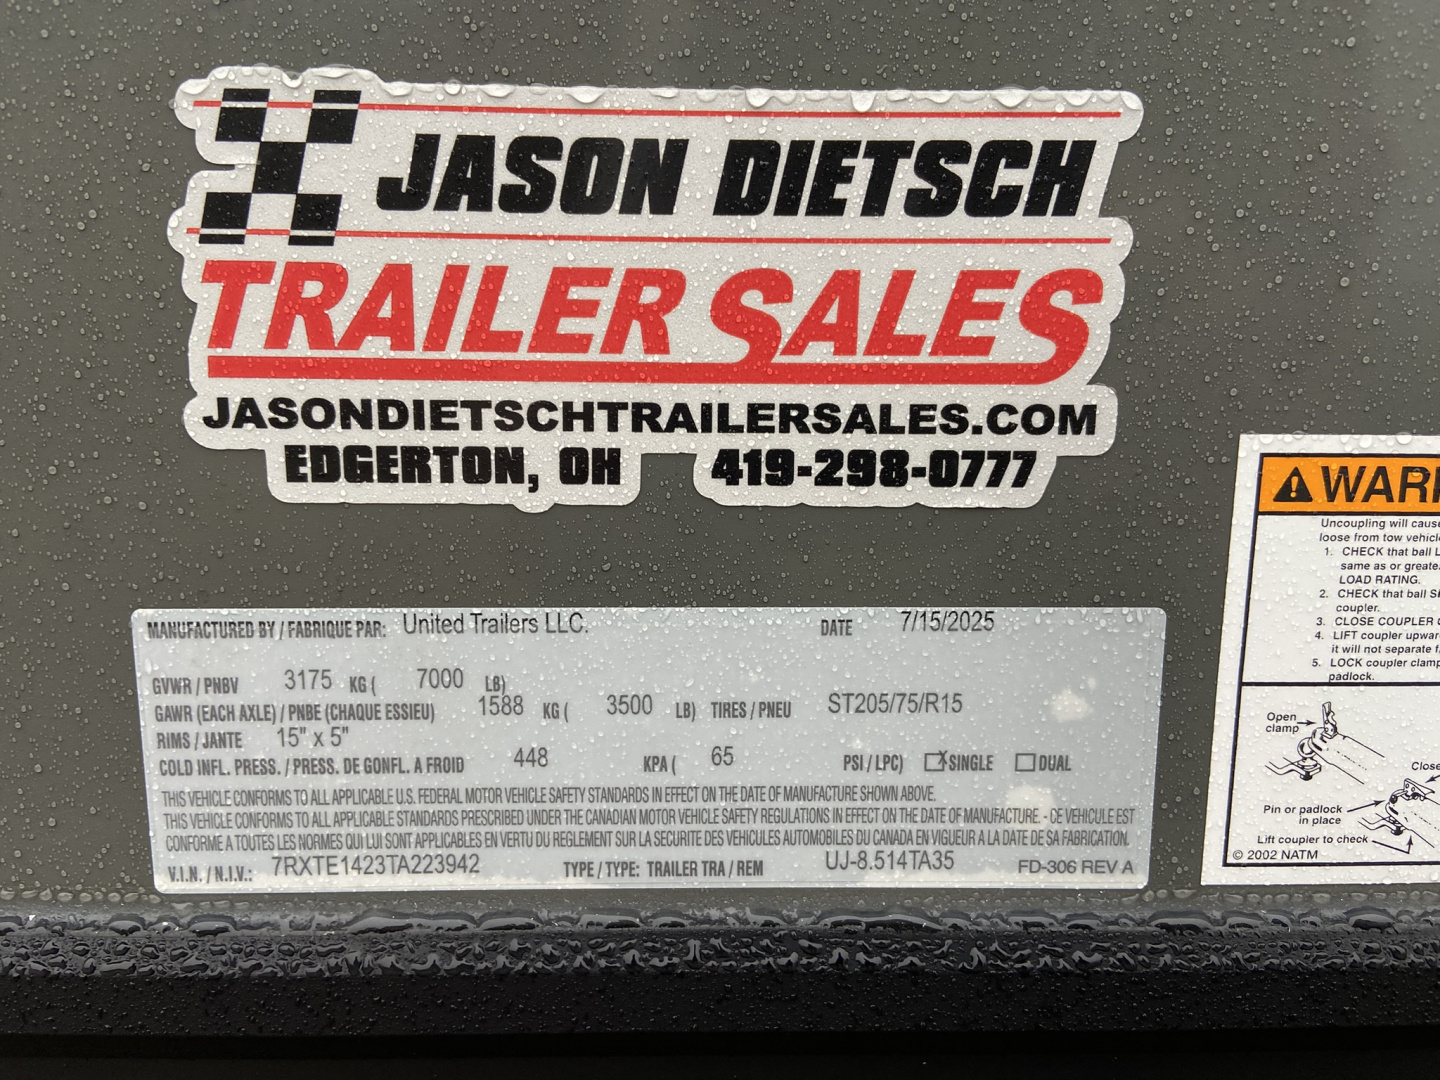 JASON DIETSCH
TRAILER SALES
JASONDIETSCHTRAILERSALES.COM
EDGERTON, OH 419-298-0777
MANUFACTURED BY / FABRIQUE PAR: United Trailers LLC. DATE 7/15/2025
GVWR / PNBV 3175 KG ( 7000 LB)
GAWR (EACH AXLE) / PNBE (CHAQUE ESSIEU) 1588 KG ( 3500 LB) TIRES / PNEU ST205/75/R15
RIMS / JANTE 15" x 5"
COLD INFL. PRESS. / PRESS. DE GONFL. A FROID 448 KPA ( 65 PSI / LPC) X SINGLE DUAL
THIS VEHICLE CONFORMS TO ALL APPLICABLE U.S. FEDERAL MOTOR VEHICLE SAFETY STANDARDS IN EFFECT ON THE DATE OF MANUFACTURE SHOWN ABOVE.
THIS VEHICLE CONFORMS TO ALL APPLICABLE STANDARDS PRESCRIBED UNDER THE CANADIAN MOTOR VEHICLE SAFETY REGULATIONS IN EFFECT ON THE DATE OF MANUFACTURE. - CE VEHICULE EST
CONFORME A TOUTES LES NORMES QUI LUI SONT APPLICABLES EN VERTU DU REGLEMENT SUR LA SECURITE DES VEHICULES AUTOMOBILES DU CANADA EN VIGUEUR A LA DATE DE SA FABRICATION.
V.I.N. / N.I.V.: 7RXTE1423TA223942 TYPE / TYPE: TRAILER TRA / REM UJ-8.514TA35 FD-306 REV A
WAR
Uncoupling will cause
loose from tow vehicle
1. CHECK that ball
same as or greate
LOAD RATING.
2. CHECK that ball
coupler.
3. CLOSE COUPLER
4. LIFT coupler upwar
it will not separate
5. LOCK coupler clamp
padlock.
Open
clamp
Close
Pin or padlock
in place
Lift coupler to check
© 2002 NATM